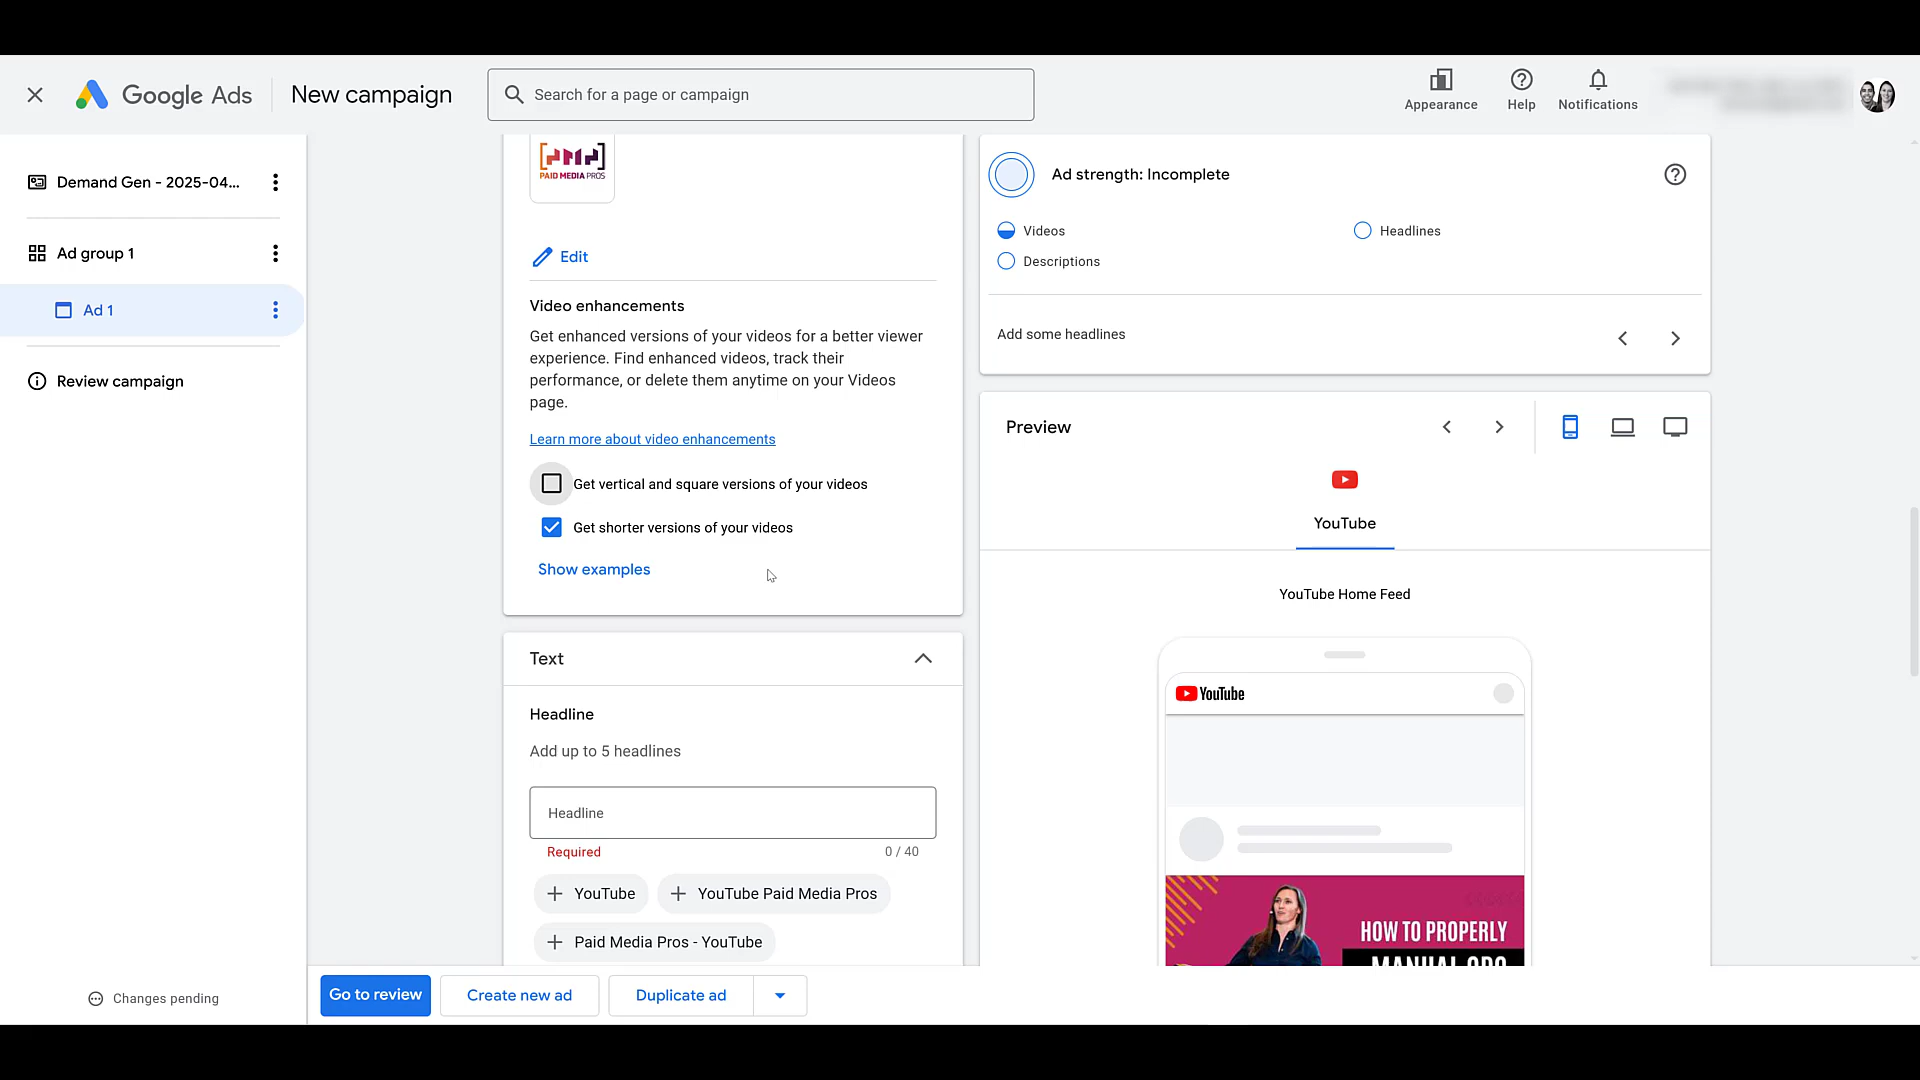 Google Ads
New campaign
Search for a page or campaign
Appearance
Help
Notifications
Demand Gen - 2025-04...
Ad group 1
Ad 1
Review campaign
Changes pending
PAID MEDIA PROS
Edit
Video enhancements
Get enhanced versions of your videos for a better viewer
experience. Find enhanced videos, track their
performance, or delete them anytime on your Videos
page.
Learn more about video enhancements
Get vertical and square versions of your videos
Get shorter versions of your videos
Show examples
Text
Headline
Add up to 5 headlines
Headline
Required
0 / 40
YouTube
YouTube Paid Media Pros
Paid Media Pros - YouTube
Ad strength: Incomplete
Videos
Headlines
Descriptions
Add some headlines
Preview
YouTube
YouTube Home Feed
YouTube
HOW TO PROPERLY
Go to review
Create new ad
Duplicate ad